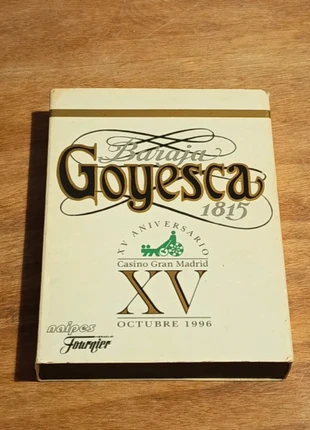 Baraja
Goyesca
1815
XV ANIVERSARIO
Casino Gran Madrid
XV
OCTUBRE 1996
naipes
Fournier